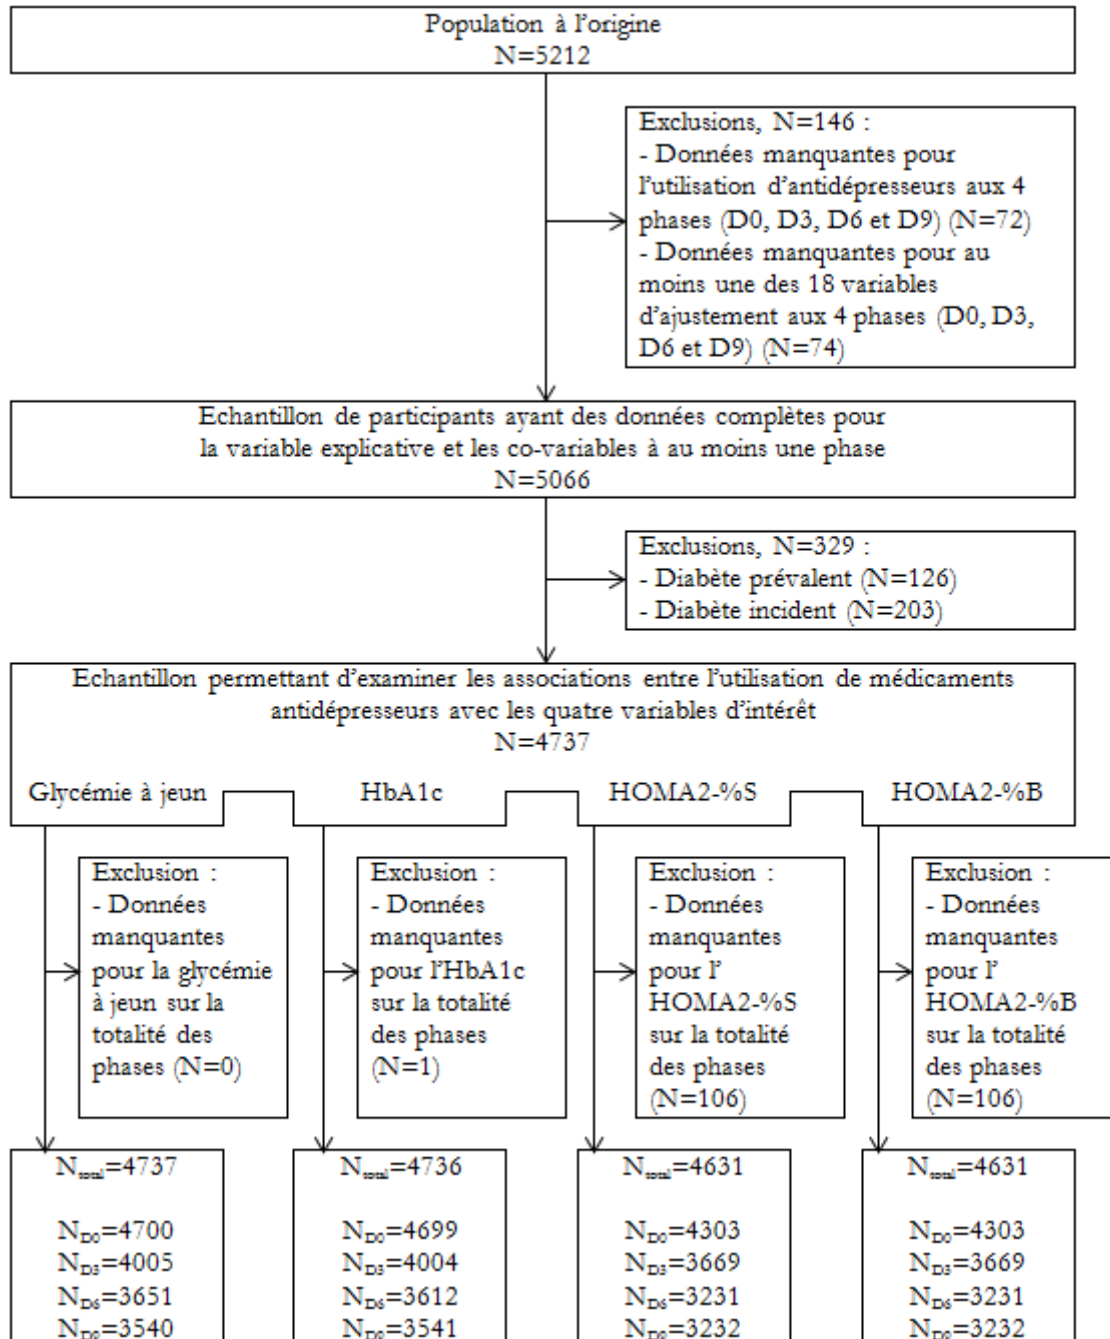 Population à l'origine
N=5212
Exclusions, N=146 :
- Données manquantes pour
l'utilisation d'antidépresseurs aux 4
phases (D0, D3, D6 et D9) (N=72)
- Données manquantes pour au
moins une des 18 variables
d'ajustement aux 4 phases (D0, D3,
D6 et D9) (N=74)
Echantillon de participants ayant des données complètes pour
la variable explicative et les co-variables à au moins une phase
N=5066
Exclusions, N=329 :
- Diabète prévalent (N=126)
- Diabète incident (N=203)
Echantillon permettant d'examiner les associations entre l'utilisation de médicaments
antidépresseurs avec les quatre variables d'intérêt
N=4737
Glycémie à jeun
HbA1c
HOMA2-%S
HOMA2-%B
Exclusion :
- Données
manquantes
pour la glycémie
à jeun sur la
totalité des
phases (N=0)
Exclusion :
- Données
manquantes
pour l'HbA1c
sur la totalité
des phases
(N=1)
Exclusion :
- Données
manquantes
pour l'
HOMA2-%S
sur la totalité
des phases
(N=106)
Exclusion :
- Données
manquantes
pour l'
HOMA2-%B
sur la totalité
des phases
(N=106)
Ntotal=4737
ND0=4700
ND3=4005
ND6=3651
ND9=3540
Ntotal=4736
ND0=4699
ND3=4004
ND6=3612
ND9=3541
Ntotal=4631
ND0=4303
ND3=3669
ND6=3231
ND9=3232
Ntotal=4631
ND0=4303
ND3=3669
ND6=3231
ND9=3232